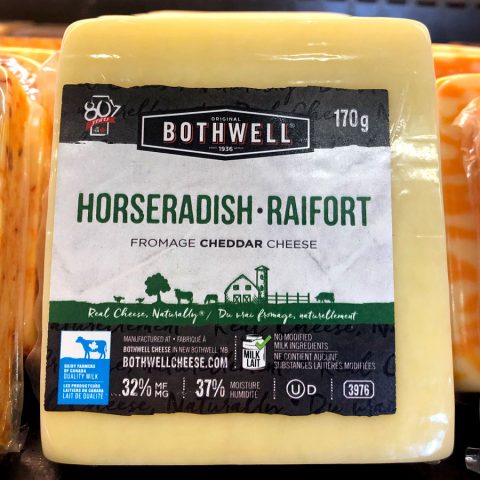 80
years
ORIGINAL
BOTHWELL®
SINCE 1936
170g
HORSERADISH • RAIFORT
FROMAGE CHEDDAR CHEESE
Real Cheese, Naturally® / Du vrai fromage, naturellement
DAIRY FARMERS
OF CANADA
QUALITY MILK
LES PRODUCTEURS
LAITIERS DU CANADA
LAIT DE QUALITÉ
MANUFACTURED AT • FABRIQUÉ À
BOTHWELL CHEESE IN NEW BOTHWELL, MB
BOTHWELLCHEESE.COM
MILK
LAIT
NO MODIFIED
MILK INGREDIENTS
NE CONTIENT AUCUNE
SUBSTANCES LAITIÈRES MODIFIÉES
32% MF MG
37% MOISTURE HUMIDITÉ
U D
3976